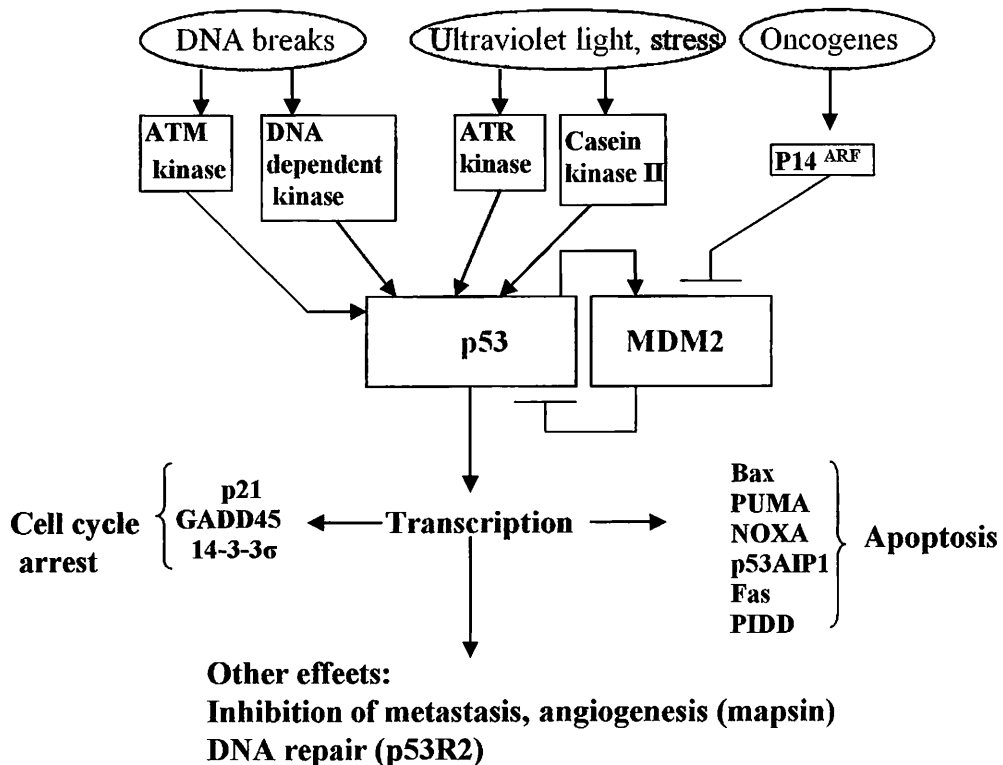 DNA breaks
Ultraviolet light, stress
Oncogenes
ATM
kinase
DNA
dependent
kinase
ATR
kinase
Casein
kinase II
P14 ARF
p53
MDM2
Cell cycle
arrest
p21
GADD45
14-3-3σ
Transcription
Bax
PUMA
NOXA
p53AIP1
Fas
PIDD
Apoptosis
Other effeets:
Inhibition of metastasis, angiogenesis (mapsin)
DNA repair (p53R2)